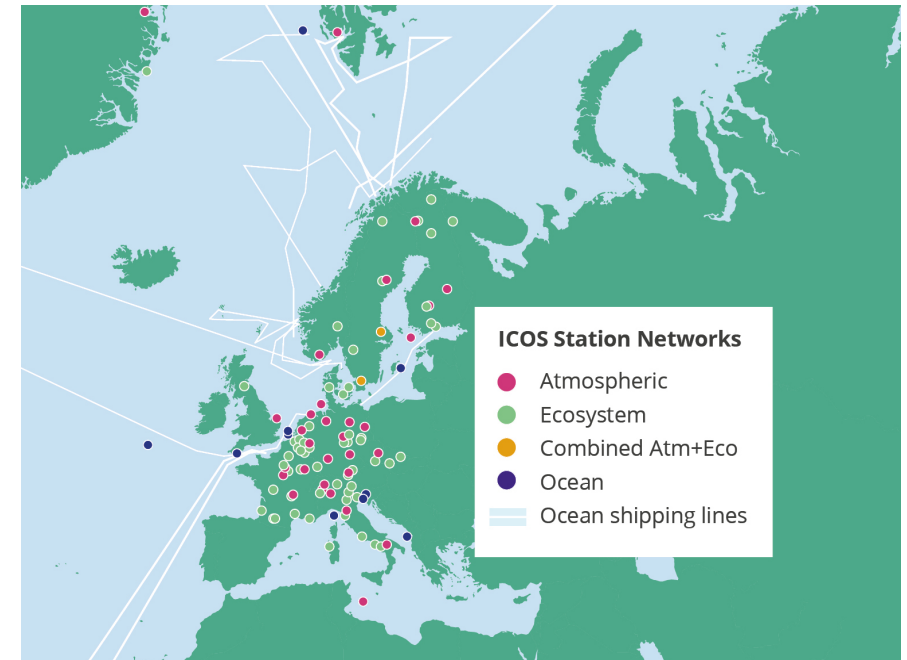 ICOS Station Networks
Atmospheric
Ecosystem
Combined Atm+Eco
Ocean
Ocean shipping lines